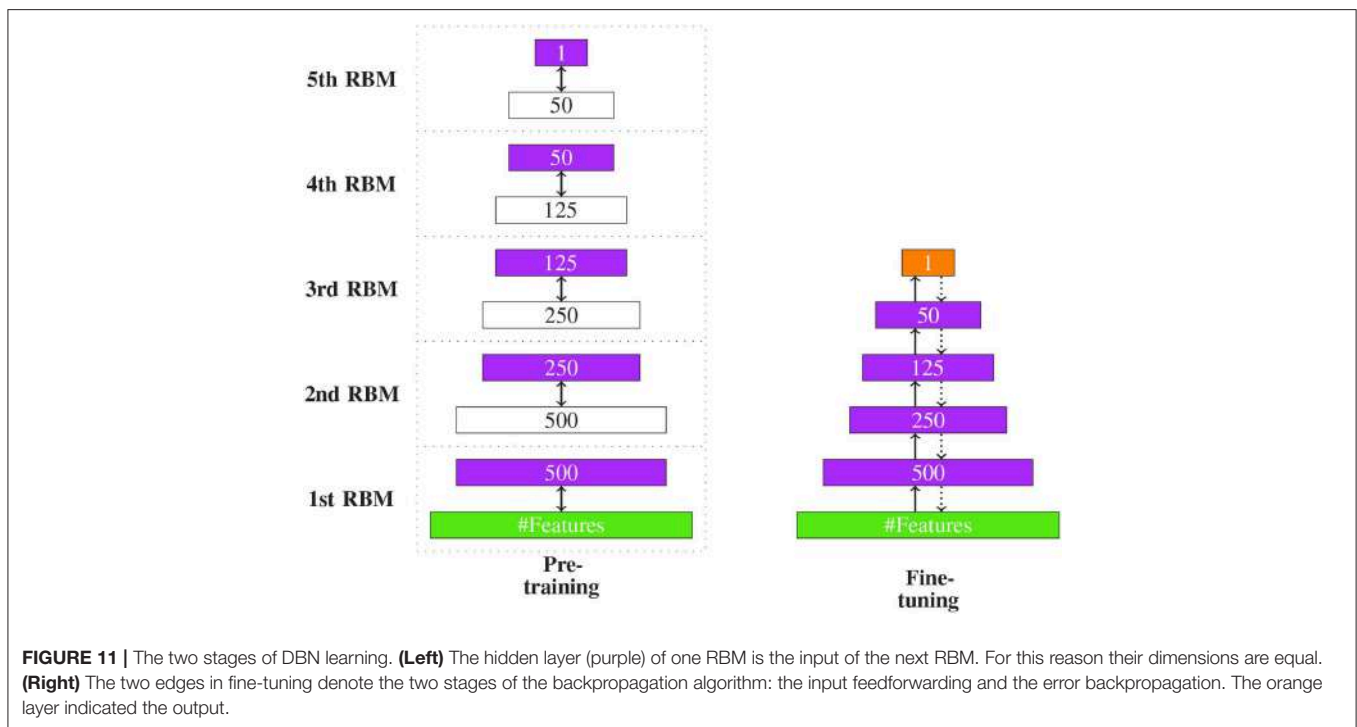 5th RBM
1
50
4th RBM
50
125
3rd RBM
125
250
2nd RBM
250
500
1st RBM
500
#Features
Pre-
training
1
50
125
250
500
#Features
Fine-
tuning
FIGURE 11 | The two stages of DBN learning. (Left) The hidden layer (purple) of one RBM is the input of the next RBM. For this reason their dimensions are equal.
(Right) The two edges in fine-tuning denote the two stages of the backpropagation algorithm: the input feedforwarding and the error backpropagation. The orange
layer indicated the output.